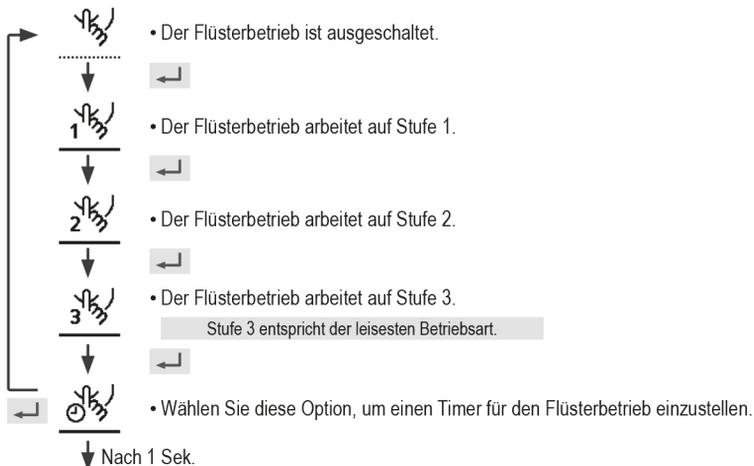 • Der Flüsterbetrieb ist ausgeschaltet.
1
• Der Flüsterbetrieb arbeitet auf Stufe 1.
2
• Der Flüsterbetrieb arbeitet auf Stufe 2.
3
• Der Flüsterbetrieb arbeitet auf Stufe 3.
Stufe 3 entspricht der leisesten Betriebsart.
• Wählen Sie diese Option, um einen Timer für den Flüsterbetrieb einzustellen.
Nach 1 Sek.